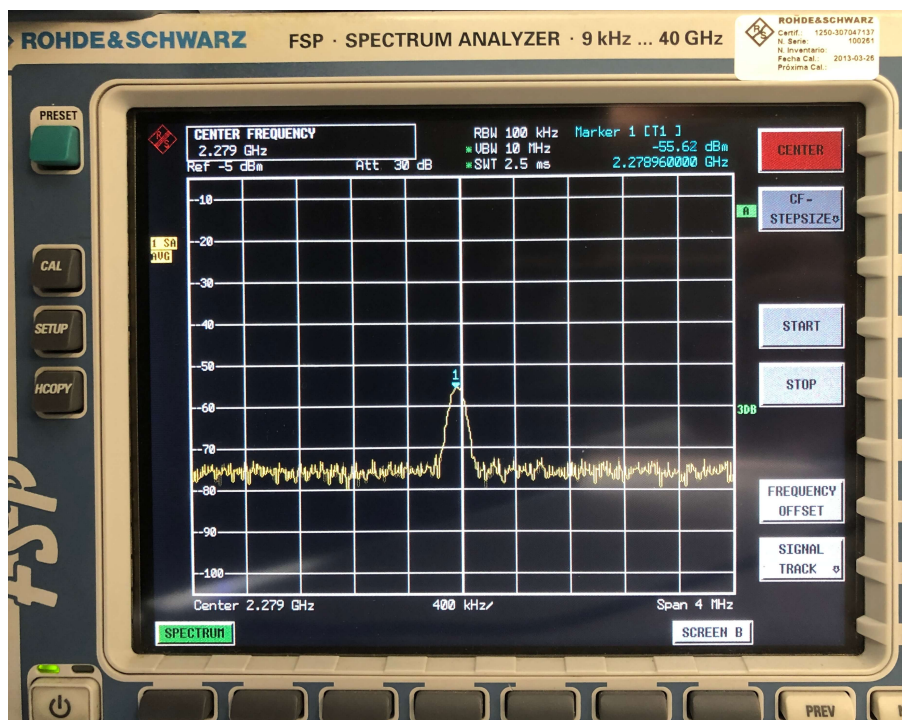 ROHDE&SCHWARZ FSP · SPECTRUM ANALYZER · 9 kHz ... 40 GHz
ROHDE&SCHWARZ
Certif.: 1250-307047137
N. Serie: 100261
N. Inventario:
Fecha Cal.: 2013-03-26
Próxima Cal.:
PRESET
CAL
SETUP
HCOPY
FSP
CENTER FREQUENCY
2.279 GHz
RBW 100 kHz
Marker 1 [T1 ]
*VBW 10 MHz
-55.62 dBm
Ref -5 dBm
Att 30 dB
*SWT 2.5 ms
2.278960000 GHz
A
1 SA
AVG
-10
-20
-30
-40
-50
-60
-70
-80
-90
-100
1
3DB
Center 2.279 GHz
400 kHz/
Span 4 MHz
SPECTRUM
SCREEN B
CENTER
CF-
STEPSIZE
START
STOP
FREQUENCY
OFFSET
SIGNAL
TRACK
PREV